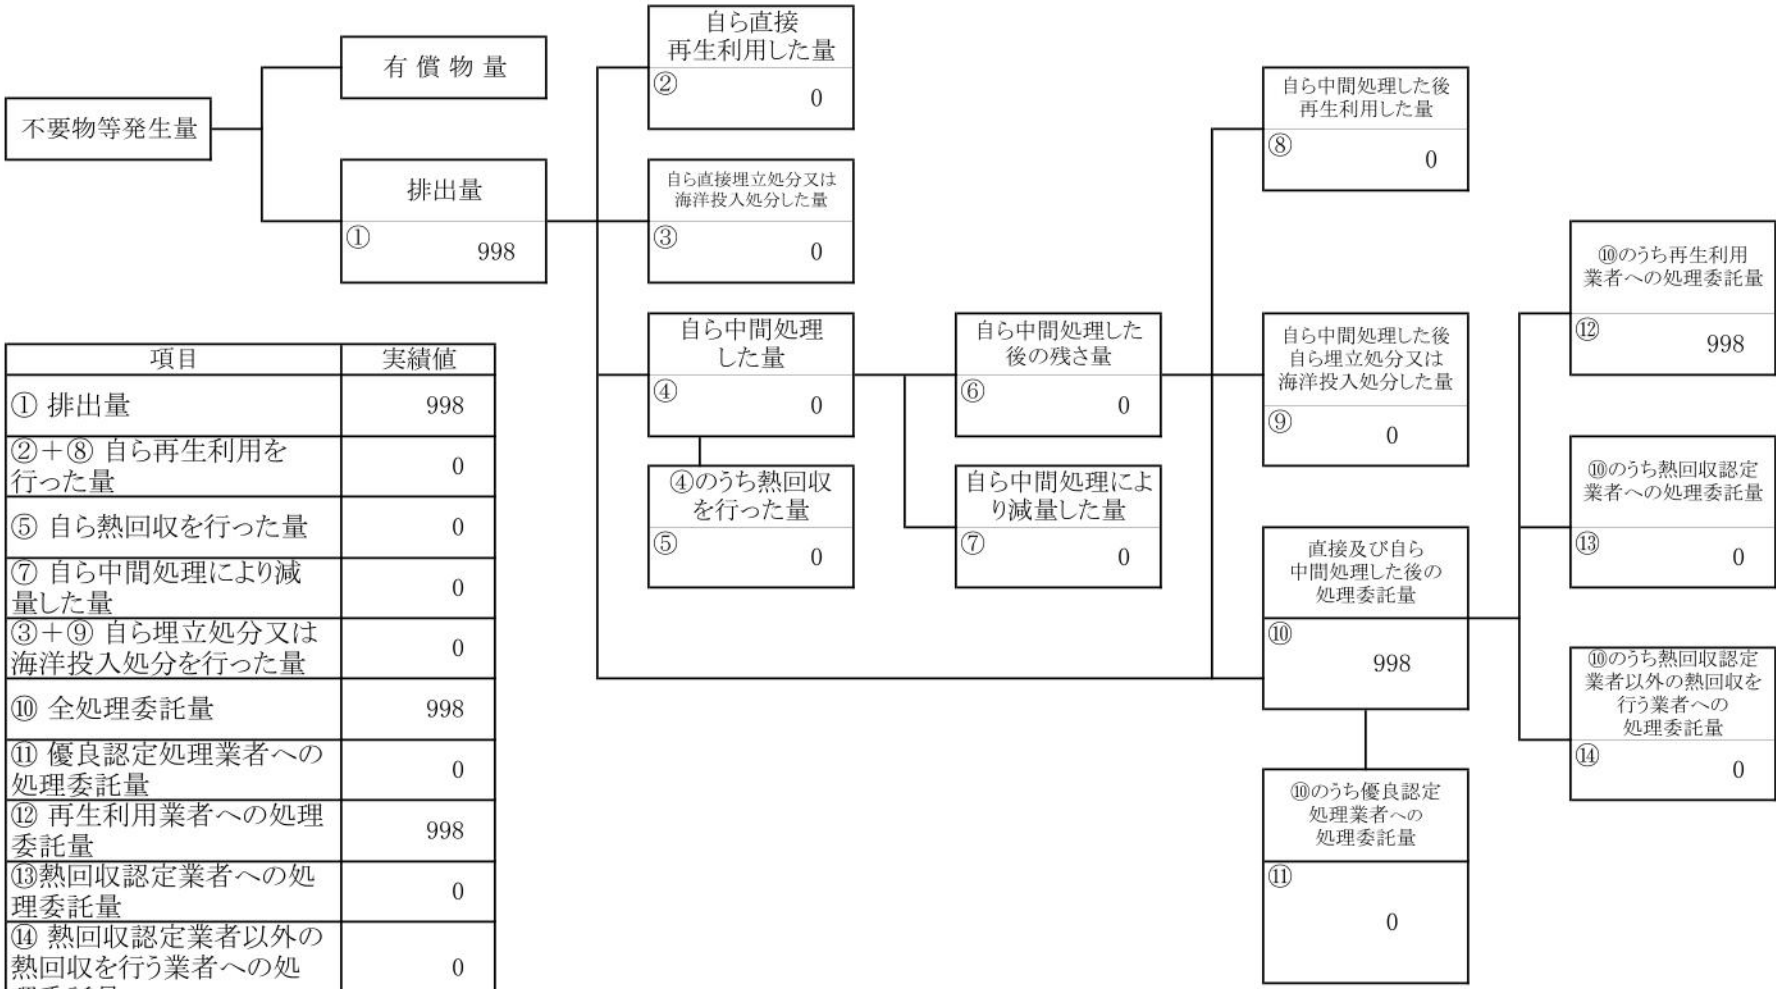 不要物等発生量
有 償 物 量
排出量
①
998
自ら直接
再生利用した量
②
0
自ら直接埋立処分又は
海洋投入処分した量
③
0
自ら中間処理
した量
④
0
④のうち熱回収
を行った量
⑤
0
自ら中間処理した
後の残さ量
⑥
0
自ら中間処理によ
り減量した量
⑦
0
自ら中間処理した後
再生利用した量
⑧
0
自ら中間処理した後
自ら埋立処分又は
海洋投入処分した量
⑨
0
直接及び自ら
中間処理した後の
処理委託量
⑩
998
⑩のうち優良認定
処理業者への
処理委託量
⑪
0
⑩のうち再生利用
業者への処理委託量
⑫
998
⑩のうち熱回収認定
業者への処理委託量
⑬
0
⑩のうち熱回収認定
業者以外の熱回収を
行う業者への
処理委託量
⑭
0
項目 実績値
① 排出量 998
②＋⑧ 自ら再生利用を
行った量 0
⑤ 自ら熱回収を行った量 0
⑦ 自ら中間処理により減
量した量 0
③＋⑨ 自ら埋立処分又は
海洋投入処分を行った量 0
⑩ 全処理委託量 998
⑪ 優良認定処理業者への
処理委託量 0
⑫ 再生利用業者への処理
委託量 998
⑬熱回収認定業者への処
理委託量 0
⑭ 熱回収認定業者以外の
熱回収を行う業者への処 0